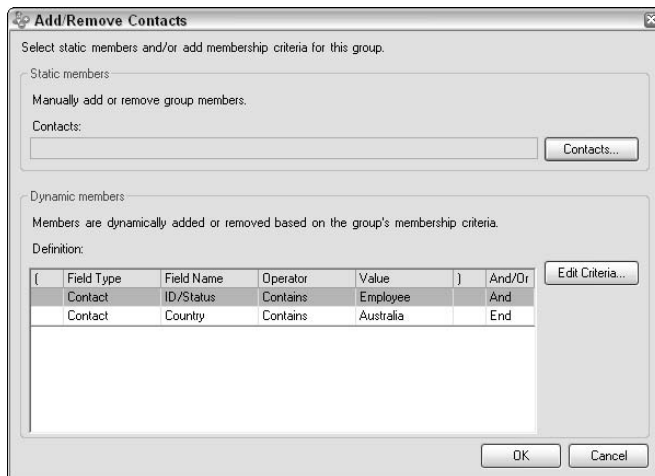 Add/Remove Contacts
Select static members and/or add membership criteria for this group.
Static members
Manually add or remove group members.
Contacts:
Contacts...
Dynamic members
Members are dynamically added or removed based on the group's membership criteria.
Definition:
( Field Type Field Name Operator Value ) And/Or
Contact ID/Status Contains Employee And
Contact Country Contains Australia End
Edit Criteria...
OK Cancel